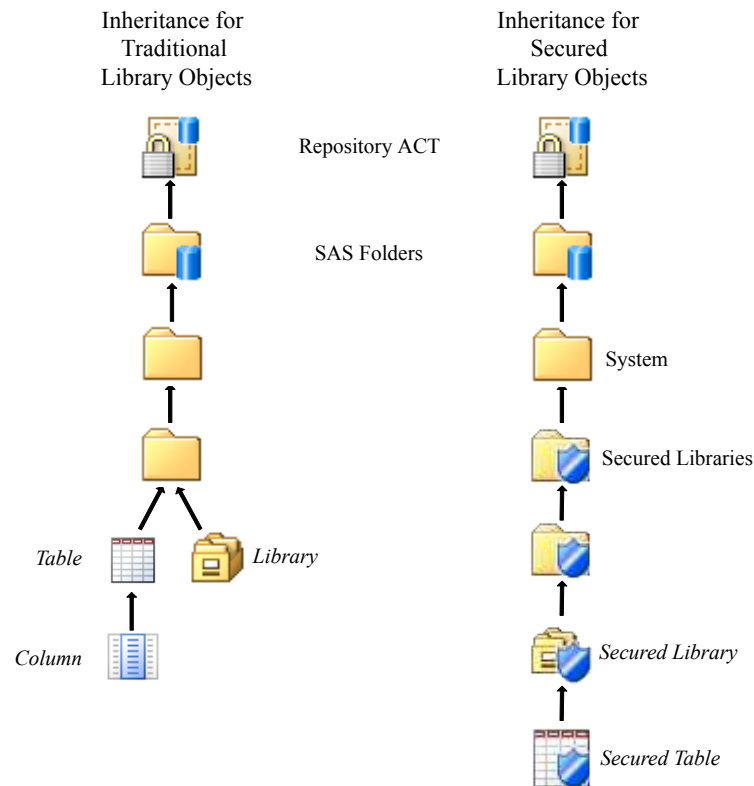 Inheritance for
Traditional
Library Objects
Inheritance for
Secured
Library Objects
Repository ACT
SAS Folders
System
Secured Libraries
Table
Library
Column
Secured Library
Secured Table